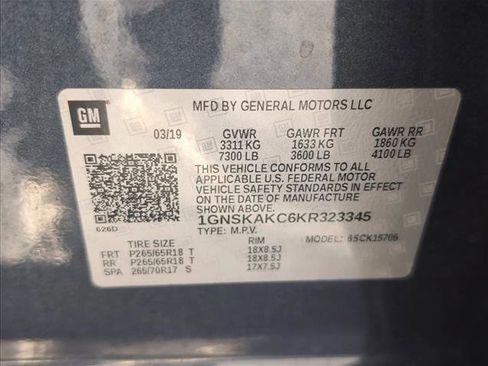 GM
MFD BY GENERAL MOTORS LLC
03/19 GVWR GAWR FRT GAWR RR
3311 KG 1633 KG 1860 KG
7300 LB 3600 LB 4100 LB
THIS VEHICLE CONFORMS TO ALL
APPLICABLE U.S. FEDERAL MOTOR
VEHICLE SAFETY STANDARDS IN EFFECT
ON THE DATE OF MANUFACTURE SHOWN ABOVE.
1GNSKAKC6KR323345
626D TYPE: M.P.V. MODEL:
TIRE SIZE RIM
FRT P265/65R18 T 18X8.5J
RR P265/65R18 T 18X8.5J
SPA 265/70R17 S 17X7.5J